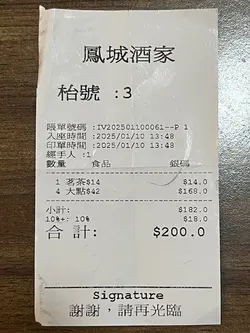 鳳城酒家
枱號 :3
賬單號碼 :IV202501100061--P 1
入座時間 :2025/01/10 13:48
印單時間 :2025/01/10 13:48
經手人 :1
數量 食品 銀碼
1 茗茶$14 $14.0
4 大點$42 $168.0
小計: $182.0
10%+: 10% $18.0
合 計: $200.0
Signature
謝謝,請再光臨